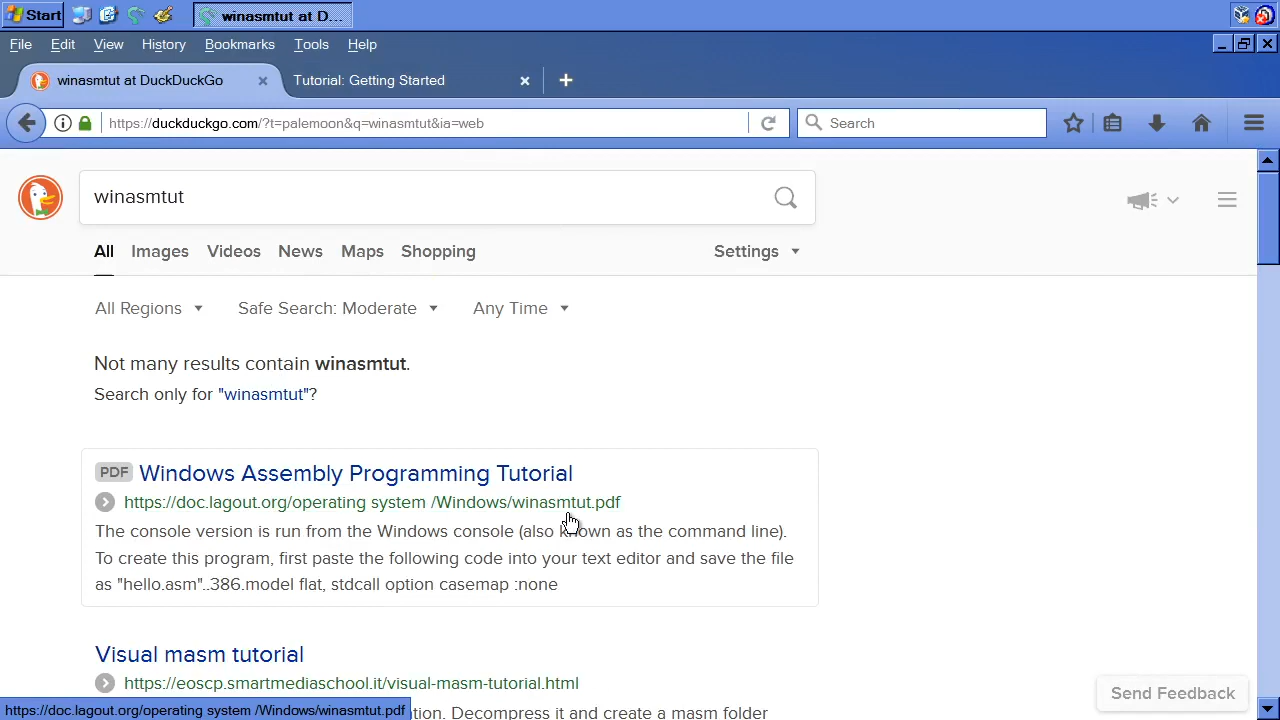 Start winasmtut at D...
File Edit View History Bookmarks Tools Help
winasmtut at DuckDuckGo Tutorial: Getting Started
https://duckduckgo.com/?t=palemoon&q=winasmtut&ia=web Search
winasmtut
All Images Videos News Maps Shopping Settings
All Regions Safe Search: Moderate Any Time
Not many results contain winasmtut.
Search only for "winasmtut"?
PDF Windows Assembly Programming Tutorial
https://doc.lagout.org/operating system /Windows/winasmtut.pdf
The console version is run from the Windows console (also known as the command line).
To create this program, first paste the following code into your text editor and save the file
as "hello.asm"..386.model flat, stdcall option casemap :none
Visual masm tutorial
https://eoscp.smartmediaschool.it/visual-masm-tutorial.html
Send Feedback
https://doc.lagout.org/operating system /Windows/winasmtut.pdf tion. Decompress it and create a masm folder